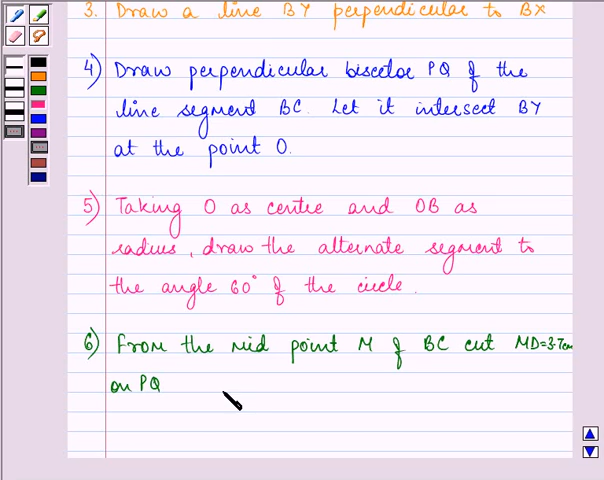 3. Draw a line BY perpendicular to BX
4) Draw perpendicular bisector PQ of the
line segment BC. Let it intersect BY
at the point O.
5) Taking O as centre and OB as
radius, draw the alternate segment to
the angle 60° of the circle.
6) From the mid point M of BC cut MD=3.7cm
on PQ